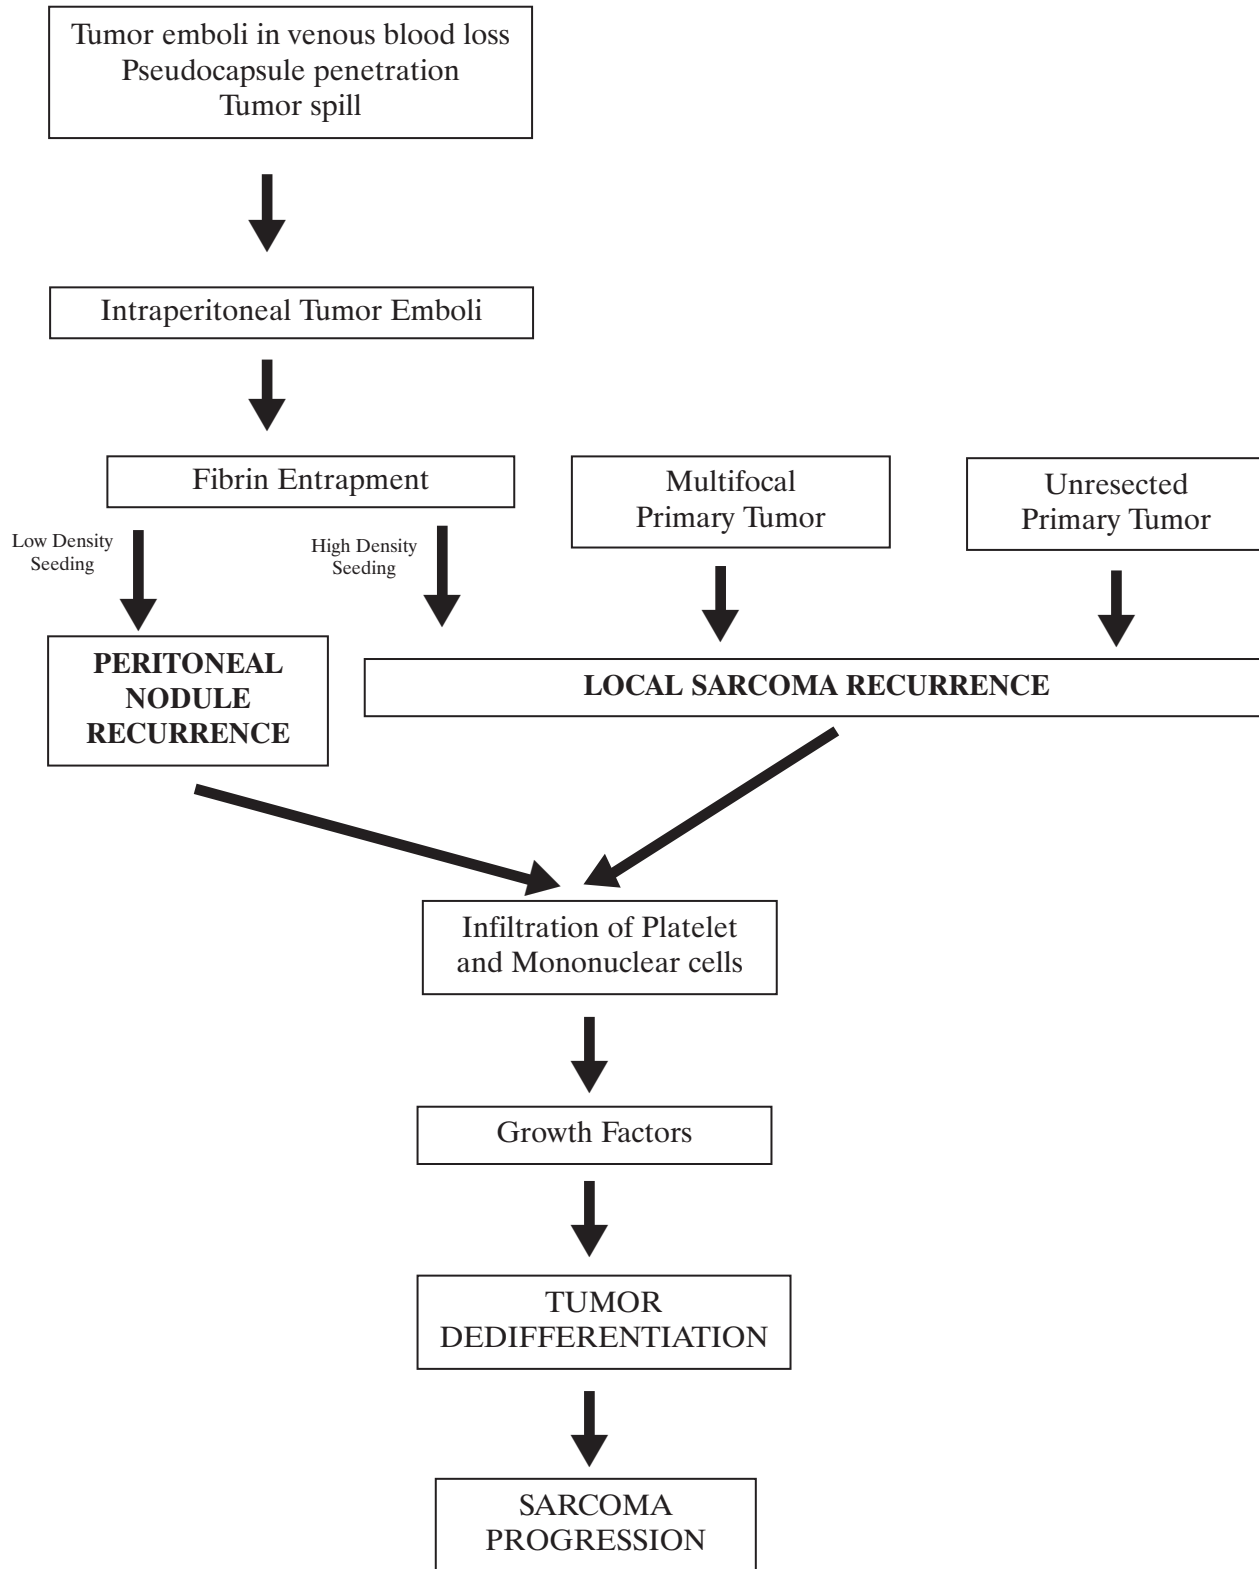 Tumor emboli in venous blood loss
Pseudocapsule penetration
Tumor spill
Intraperitoneal Tumor Emboli
Fibrin Entrapment
Multifocal
Primary Tumor
Unresected
Primary Tumor
Low Density
Seeding
High Density
Seeding
PERITONEAL
NODULE
RECURRENCE
LOCAL SARCOMA RECURRENCE
Infiltration of Platelet
and Mononuclear cells
Growth Factors
TUMOR
DEDIFFERENTIATION
SARCOMA
PROGRESSION